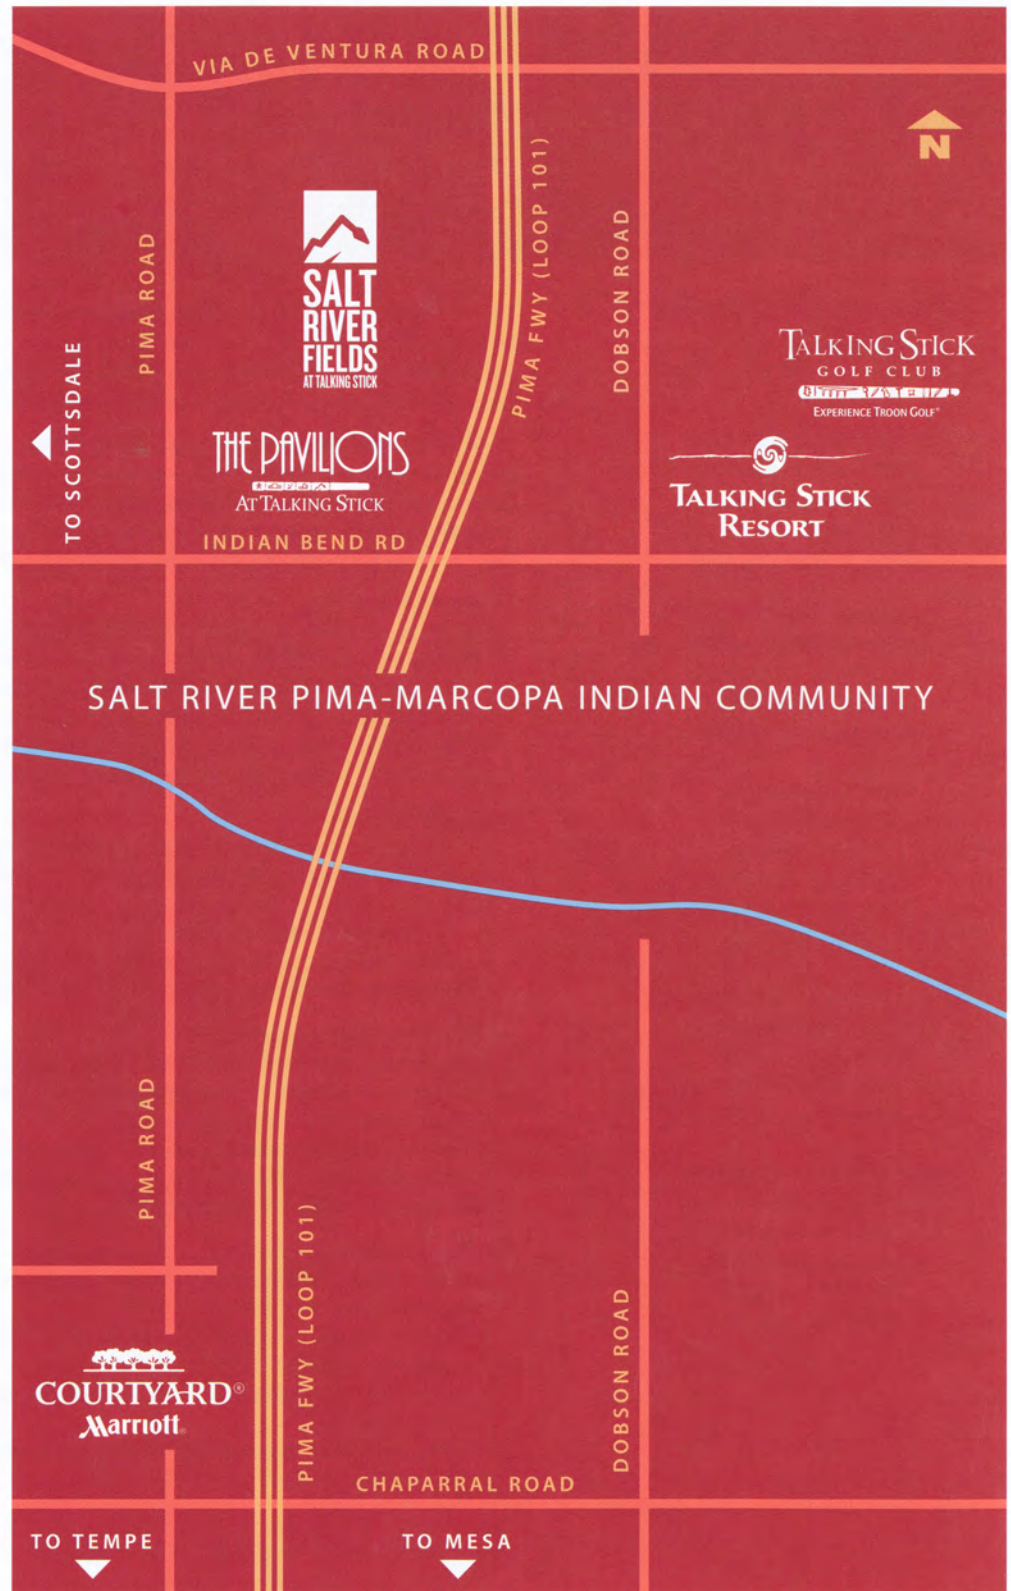 VIA DE VENTURA ROAD
N
PIMA FWY (LOOP 101)
DOBSON ROAD
PIMA ROAD
SALT
RIVER
FIELDS
AT TALKING STICK
TALKING STICK
GOLF CLUB
EXPERIENCE TROON GOLF®
TO SCOTTSDALE
THE PAVILIONS
AT TALKING STICK
TALKING STICK
RESORT
INDIAN BEND RD
SALT RIVER PIMA-MARCOPA INDIAN COMMUNITY
PIMA ROAD
PIMA FWY (LOOP 101)
DOBSON ROAD
COURTYARD®
Marriott®
CHAPARRAL ROAD
TO TEMPE
TO MESA